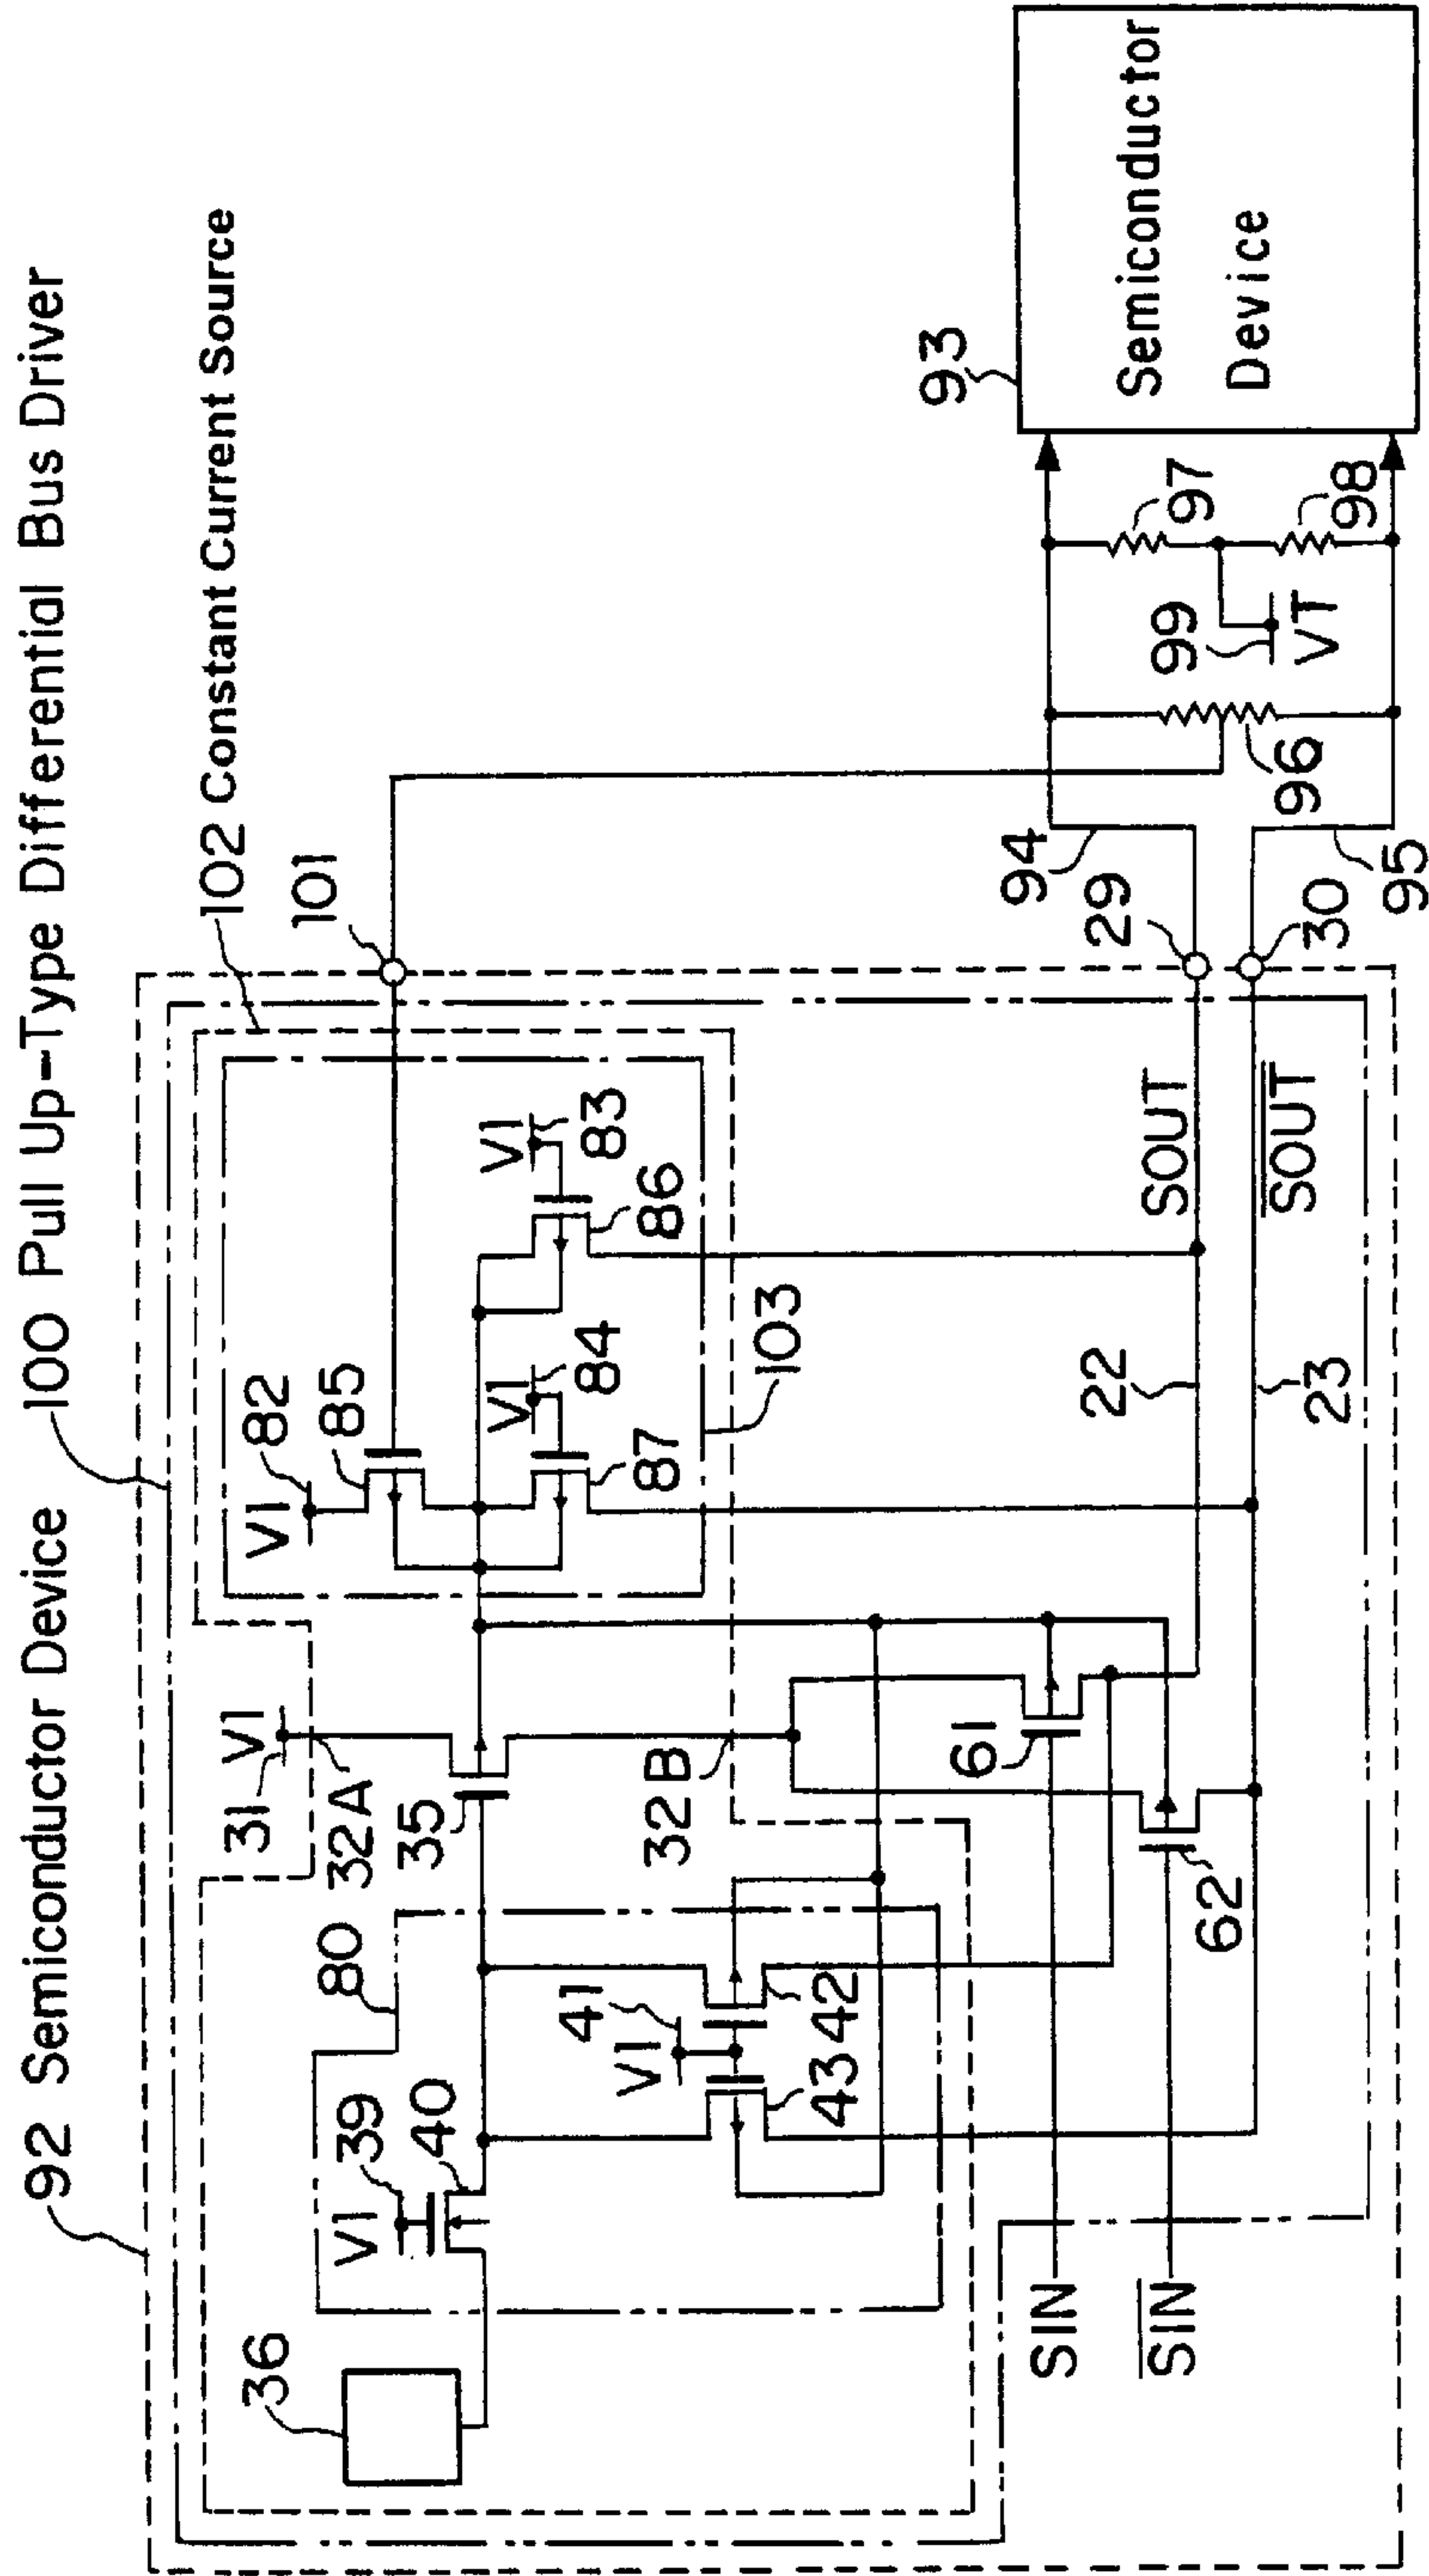 92 Semiconductor Device
100 Pull Up-Type Differential Bus Driver
102 Constant Current Source
101
V1
82
85
V1
83
86
V1
84
87
103
V1
31
32A
35
32B
80
V1
39
40
36
V1
41
42
43
61
62
SIN
SIN
22
23
SOUT
SOUT
29
30
94
95
96
99
VT
97
98
93
Semiconductor
Device